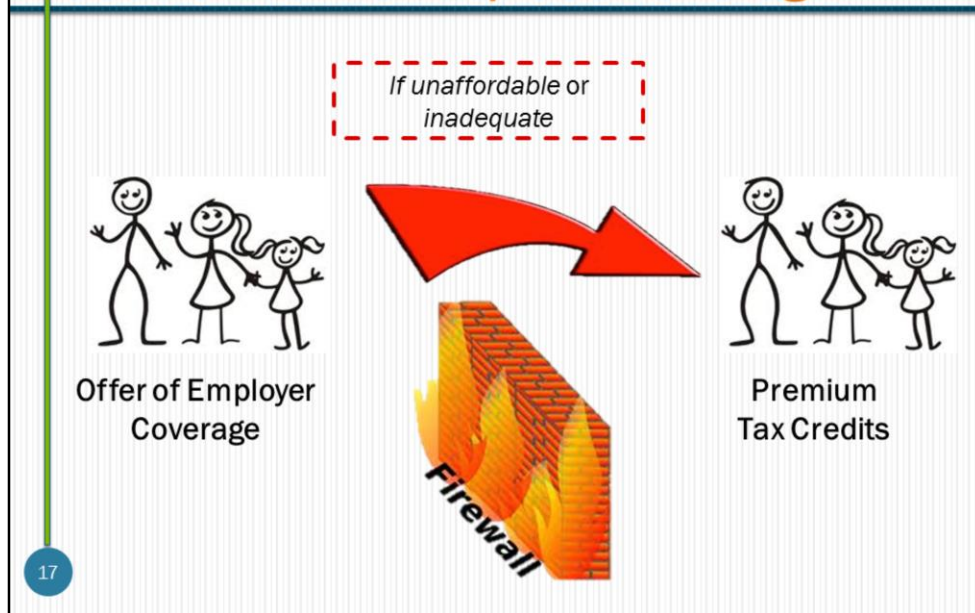 If unaffordable or
inadequate
Offer of Employer
Coverage
Firewall
Premium
Tax Credits
17